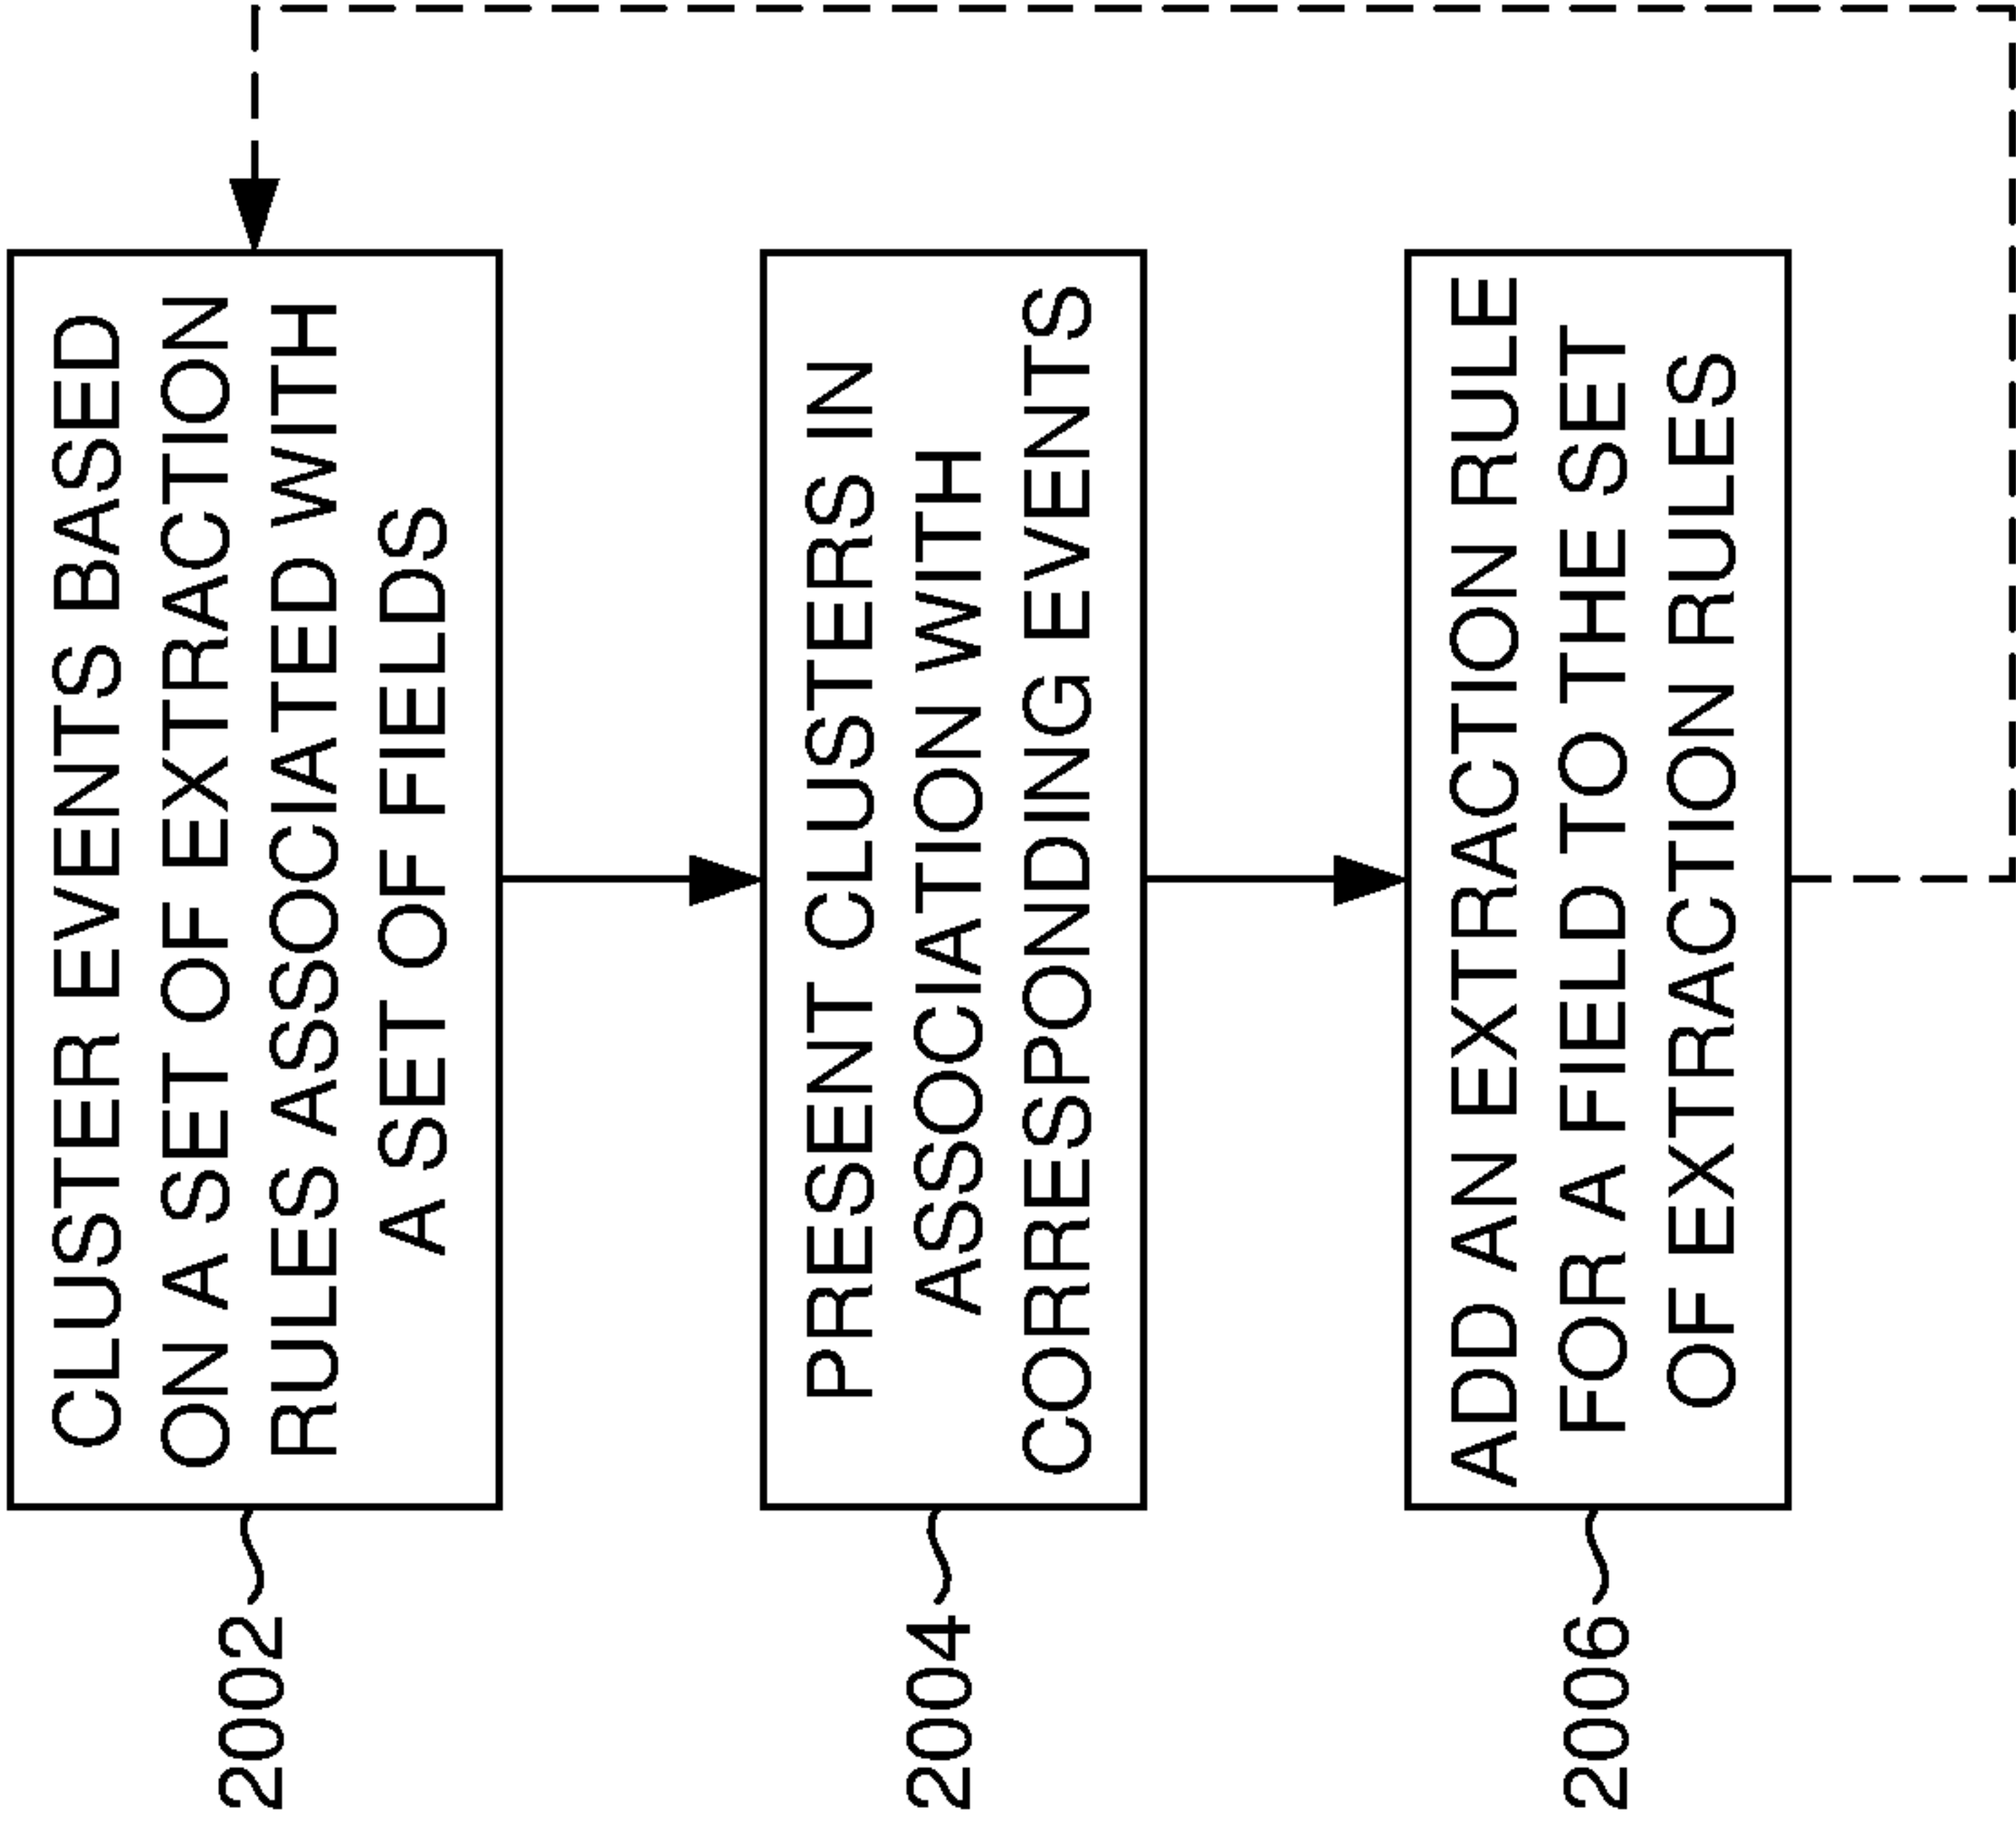 2002
CLUSTER EVENTS BASED
ON A SET OF EXTRACTION
RULES ASSOCIATED WITH
A SET OF FIELDS
2004
PRESENT CLUSTERS IN
ASSOCIATION WITH
CORRESPONDING EVENTS
2006
ADD AN EXTRACTION RULE
FOR A FIELD TO THE SET
OF EXTRACTION RULES